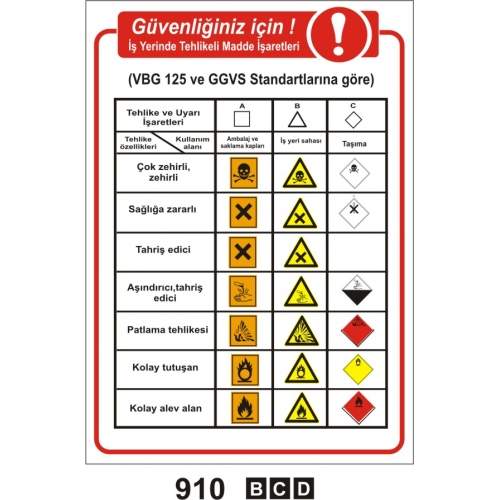 Güvenliğiniz için !
İş Yerinde Tehlikeli Madde İşaretleri
(VBG 125 ve GGVS Standartlarına göre)
Tehlike ve Uyarı
İşaretleri
A
B
C
Tehlike
özellikleri
Kullanım
alanı
Ambalaj ve
saklama kapları
İş yeri sahası
Taşıma
Çok zehirli,
zehirli
Sağlığa zararlı
Tahriş edici
Aşındırıcı,tahriş
edici
Patlama tehlikesi
Kolay tutuşan
Kolay alev alan
910 B C D